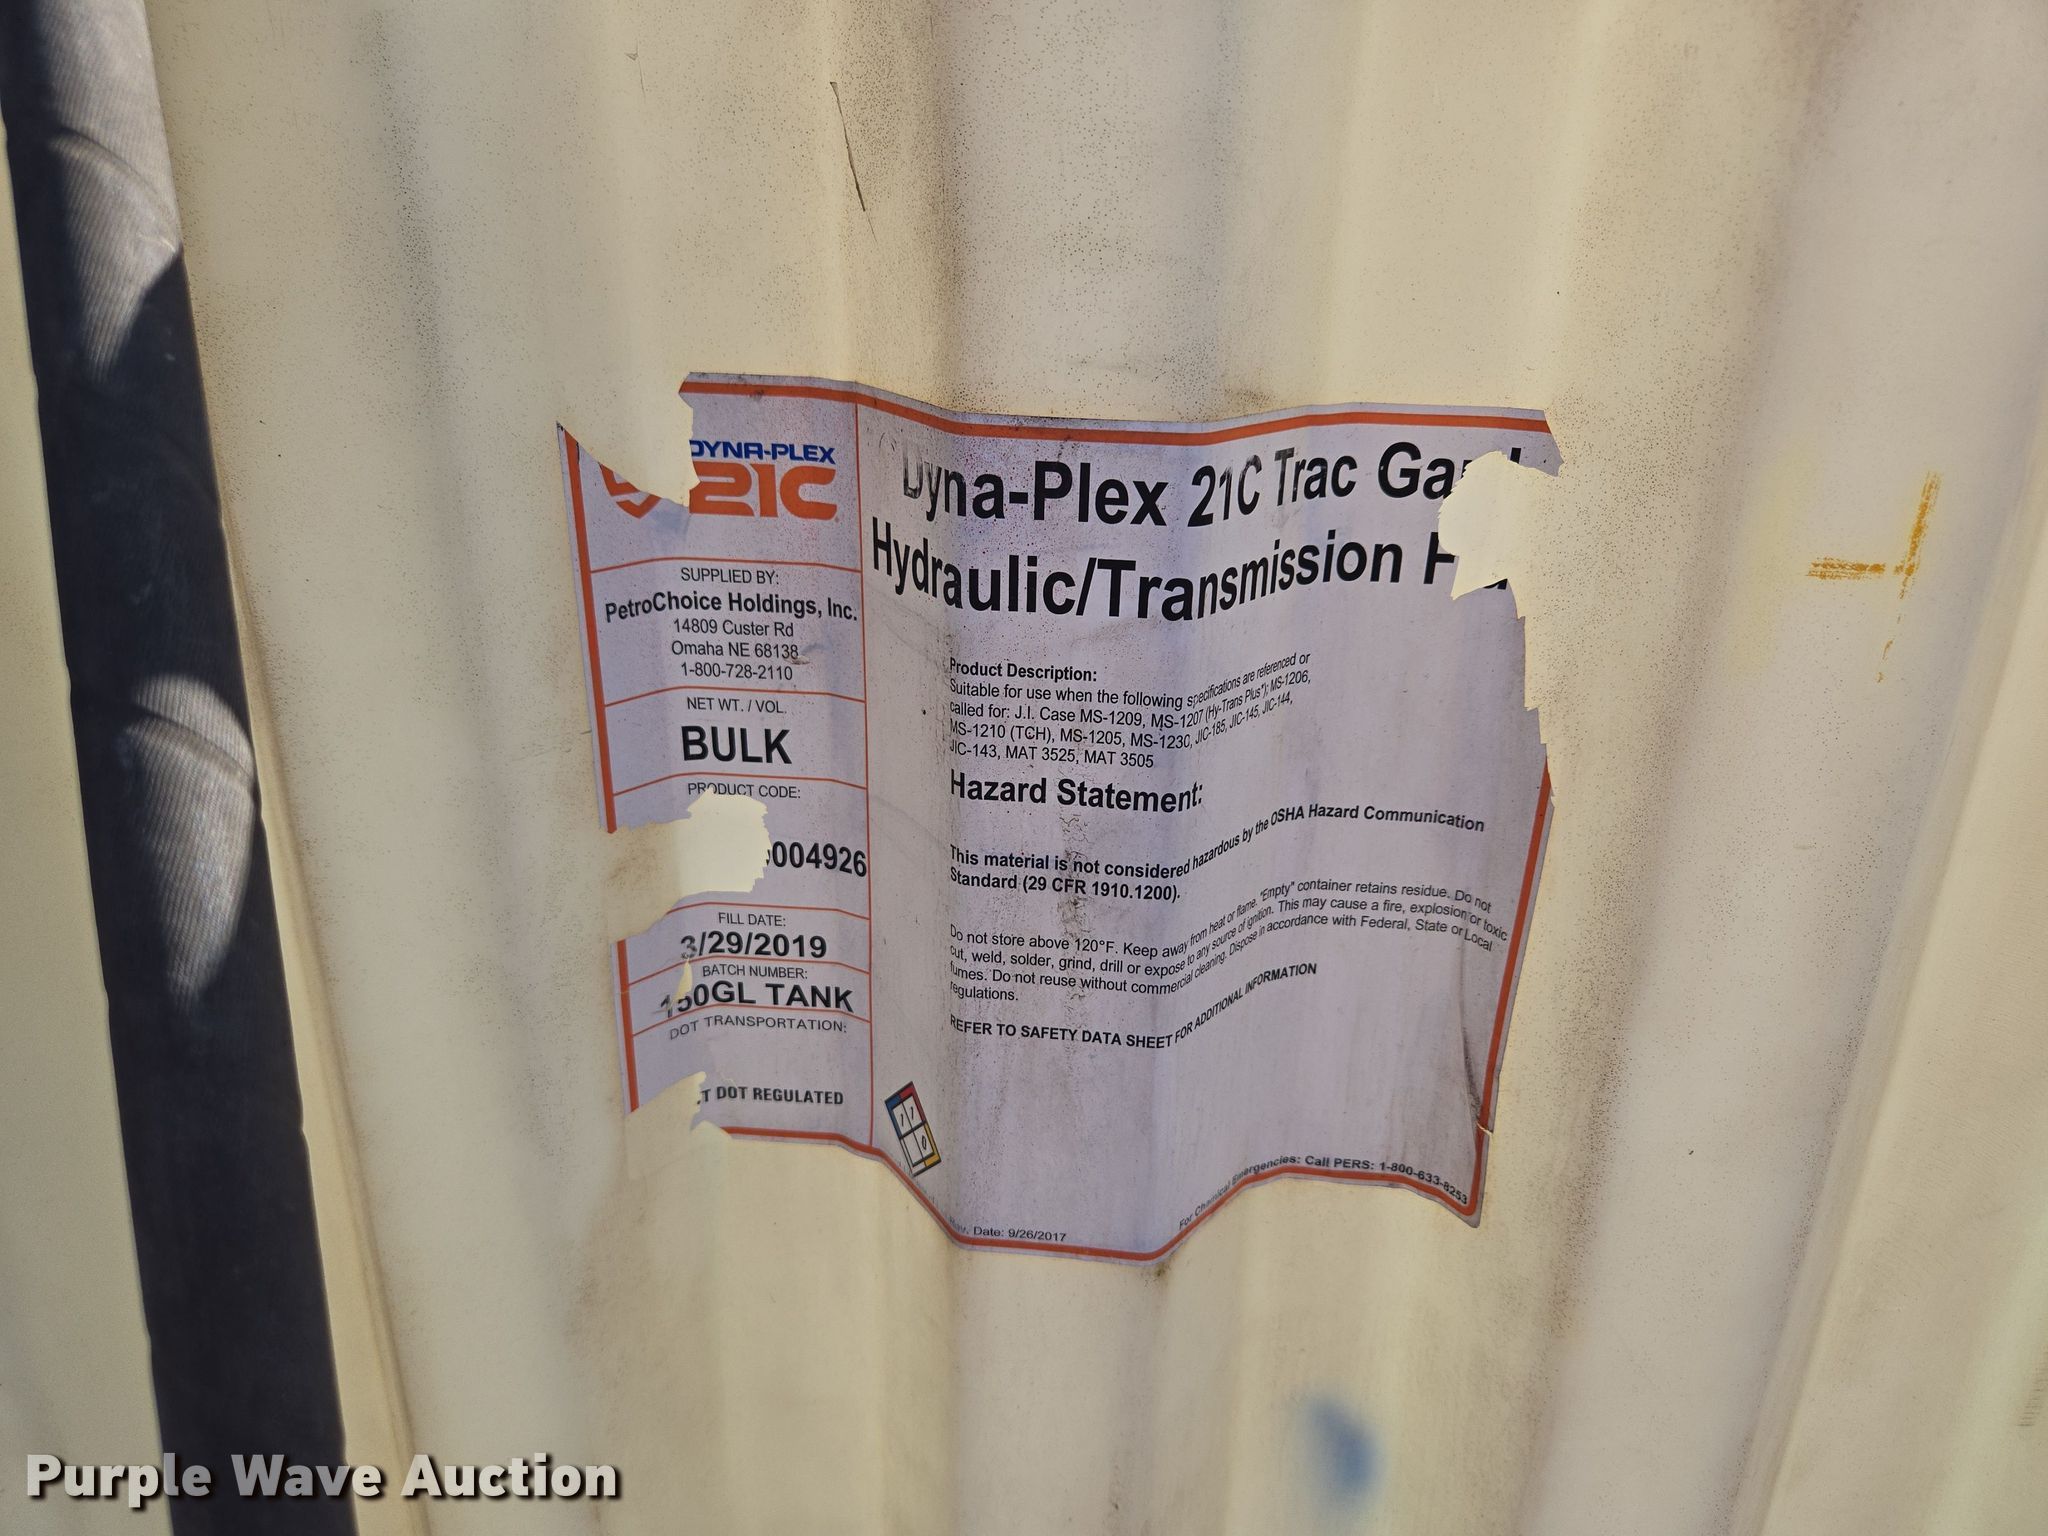 DYNA-PLEX
21C
SUPPLIED BY:
PetroChoice Holdings, Inc.
14809 Custer Rd
Omaha NE 68138
1-800-728-2110
NET WT. / VOL.
BULK
PRODUCT CODE:
004926
FILL DATE:
3/29/2019
BATCH NUMBER:
150GL TANK
DOT TRANSPORTATION:
DOT REGULATED
Dyna-Plex 21C Trac
Hydraulic/Transmission
Product Description:
Suitable for use when the following specifications are referenced or
called for: J.I. Case MS-1209, MS-1207 (Hy-Trans Plus*); MS-1206,
MS-1210 (TCH), MS-1205, MS-1230, JIC-185, JIC-145, JIC-144,
JIC-143, MAT 3525, MAT 3505
Hazard Statement:
This material is not considered hazardous by the OSHA Hazard Communication
Standard (29 CFR 1910.1200).
Do not store above 120°F. Keep away from heat or flame. "Empty" container retains residue. Do not
cut, weld, solder, grind, drill or expose to any source of ignition. This may cause a fire, explosion or toxic
fumes. Do not reuse without commercial cleaning. Dispose in accordance with Federal, State or Local
regulations.
REFER TO SAFETY DATA SHEET FOR ADDITIONAL INFORMATION
1 1
0
For Chemical Emergencies: Call PERS: 1-800-633-8253
Rev. Date: 9/26/2017
Purple Wave Auction